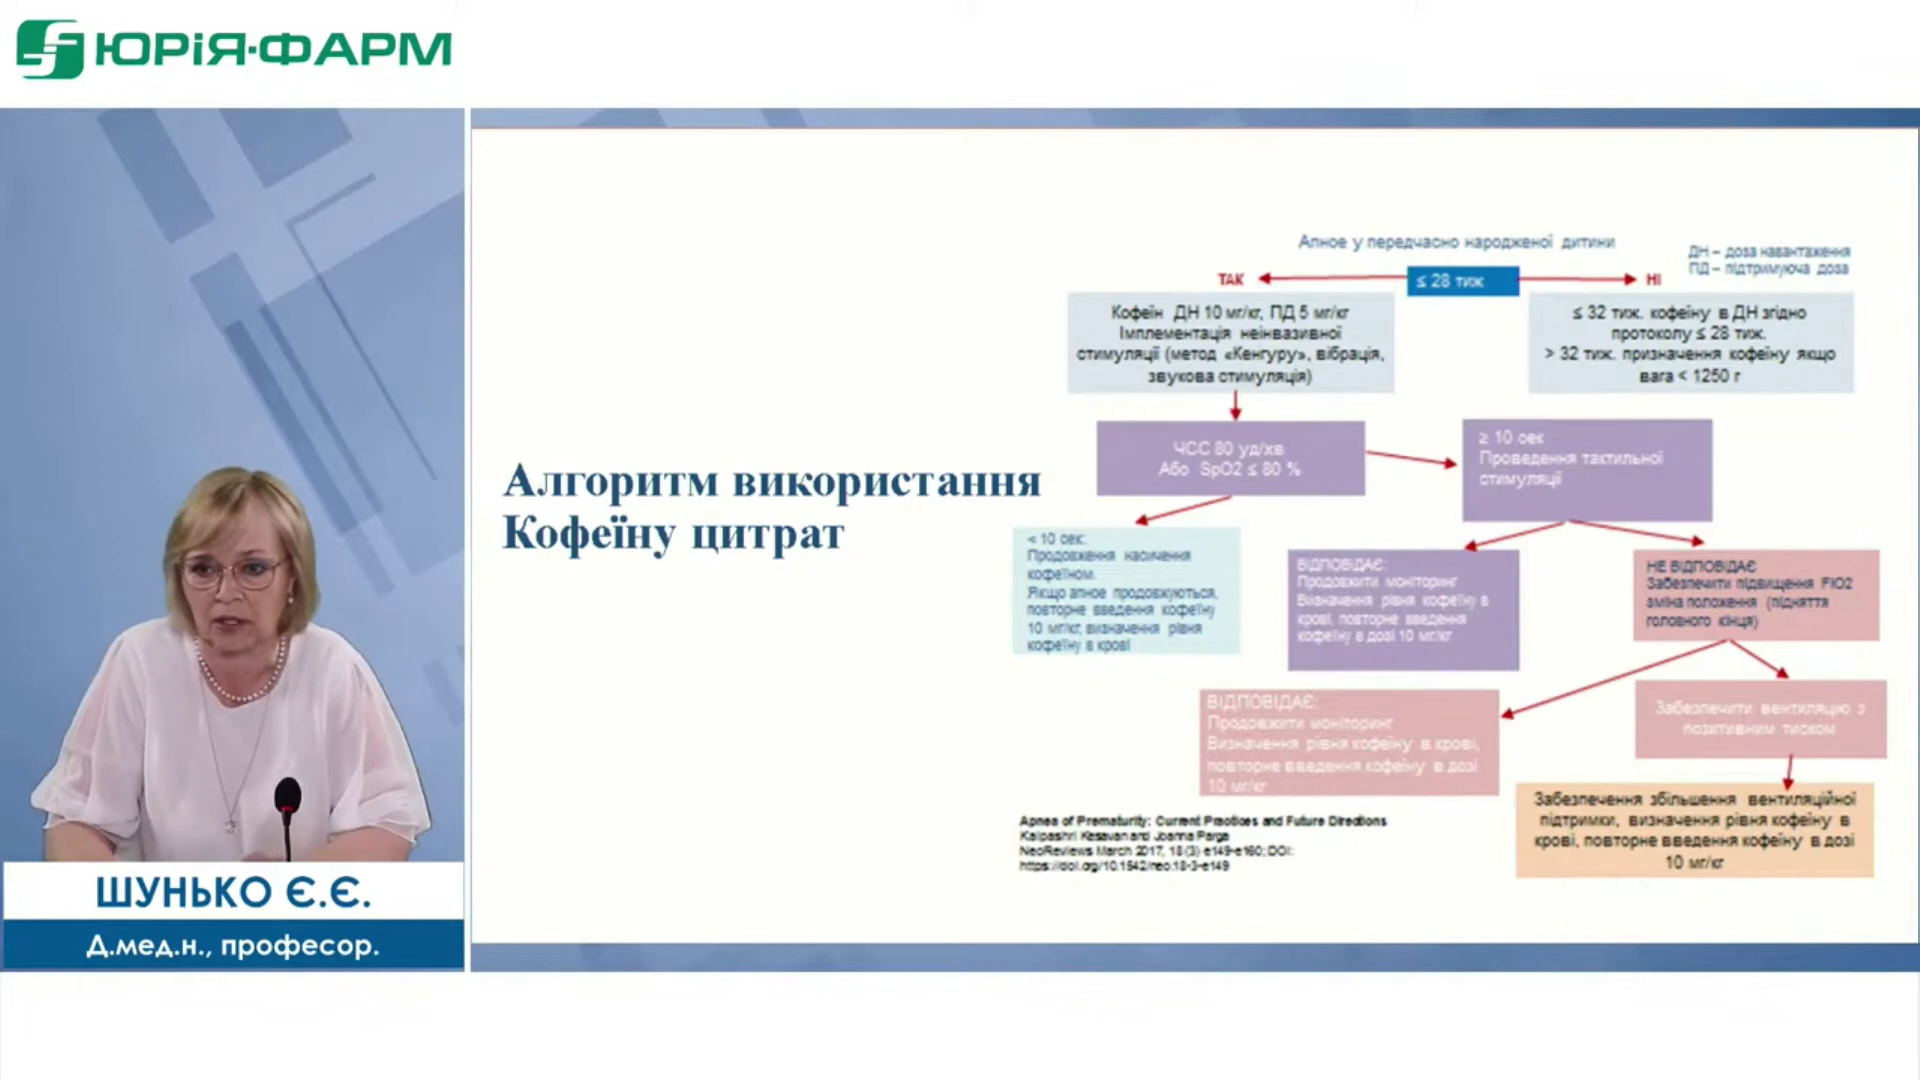 ЮРіЯ·ФАРМ
Алгоритм використання
Кофеїну цитрат
Апное у передчасно народженої дитини
ДН – доза навантаження
ПД – підтримуюча доза
ТАК
≤ 28 тиж
НІ
Кофеїн ДН 10 мг/кг, ПД 5 мг/кг
Імплементація неінвазивної
стимуляції (метод «Кенгуру», вібрація,
звукова стимуляція)
≤ 32 тиж. кофеїну в ДН згідно
протоколу ≤ 28 тиж.
> 32 тиж. призначення кофеїну якщо
вага < 1250 г
ЧСС 80 уд/хв
Або SpO2 ≤ 80 %
≥ 10 сек
Проведення тактильної
стимуляції
< 10 сек:
Продовження насичення
кофеїном.
Якщо апное продовжуються,
повторне введення кофеїну
10 мг/кг, визначення рівня
кофеїну в крові
ВІДПОВІДАЄ:
Продовжити моніторинг
Визначення рівня кофеїну в
крові, повторне введення
кофеїну в дозі 10 мг/кг
НЕ ВІДПОВІДАЄ
Забезпечити підвищення FiO2
зміна положення (підняття
головного кінця)
ВІДПОВІДАЄ:
Продовжити моніторинг
Визначення рівня кофеїну в крові,
повторне введення кофеїну в дозі
10 мг/кг
Забезпечити вентиляцію з
позитивним тиском
Забезпечення збільшення вентиляційної
підтримки, визначення рівня кофеїну в
крові, повторне введення кофеїну в дозі
10 мг/кг
Apnea of Prematurity: Current Practices and Future Directions
Kalpashri Kesavan and Joanna Parga
NeoReviews March 2017, 18 (3) e149-e160; DOI:
https://doi.org/10.1542/neo.18-3-e149
ШУНЬКО Є.Є.
Д.мед.н., професор.